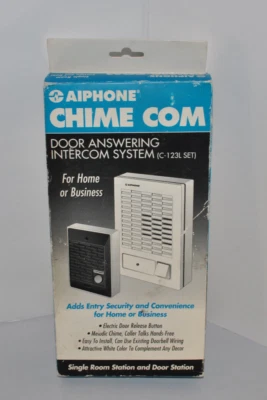 AIPHONE®
CHIME COM
DOOR ANSWERING
INTERCOM SYSTEM (C-123L SET)
For Home
or Business
Adds Entry Security and Convenience
for Home or Business
• Electric Door Release Button
• Melodic Chime, Caller Talks Hands Free
• Easy To Install, Can Use Existing Doorbell Wiring
• Attractive White Color To Complement Any Decor
Single Room Station and Door Station